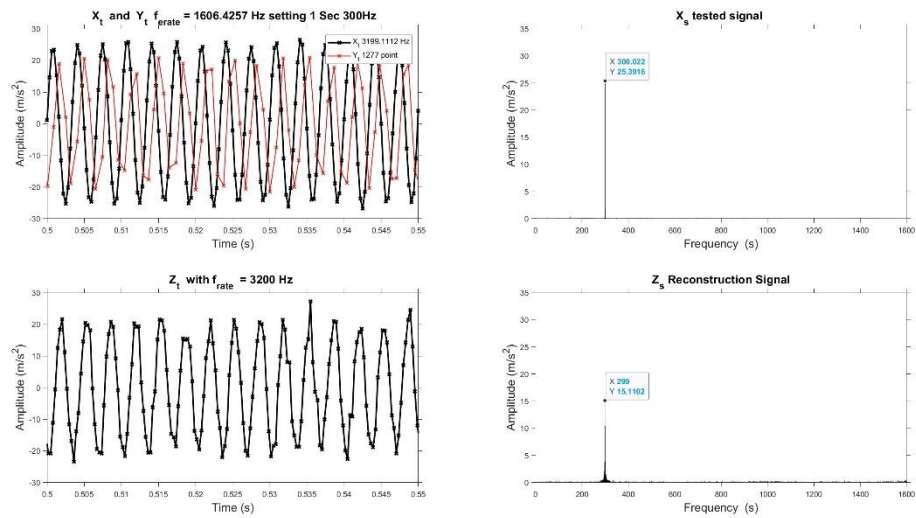 X_t and Y_t f_erate = 1606.4257 Hz setting 1 Sec 300Hz
X_t 3199.1112 Hz
Y_t 1277 point
Amplitude (m/s²)
30
20
10
0
-10
-20
-30
0.5 0.505 0.51 0.515 0.52 0.525 0.53 0.535 0.54 0.545 0.55
Time (s)
X_s tested signal
X 300.022
Y 25.3916
Amplitude (m/s²)
35
30
25
20
15
10
5
0
0 200 400 600 800 1000 1200 1400 1600
Frequency (s)
Z_t with f_rate = 3200 Hz
Amplitude (m/s²)
30
20
10
0
-10
-20
-30
0.5 0.505 0.51 0.515 0.52 0.525 0.53 0.535 0.54 0.545 0.55
Time (s)
Z_s Reconstruction Signal
X 299
Y 15.1102
Amplitude (m/s²)
35
30
25
20
15
10
5
0
0 200 400 600 800 1000 1200 1400 1600
Frequency (s)